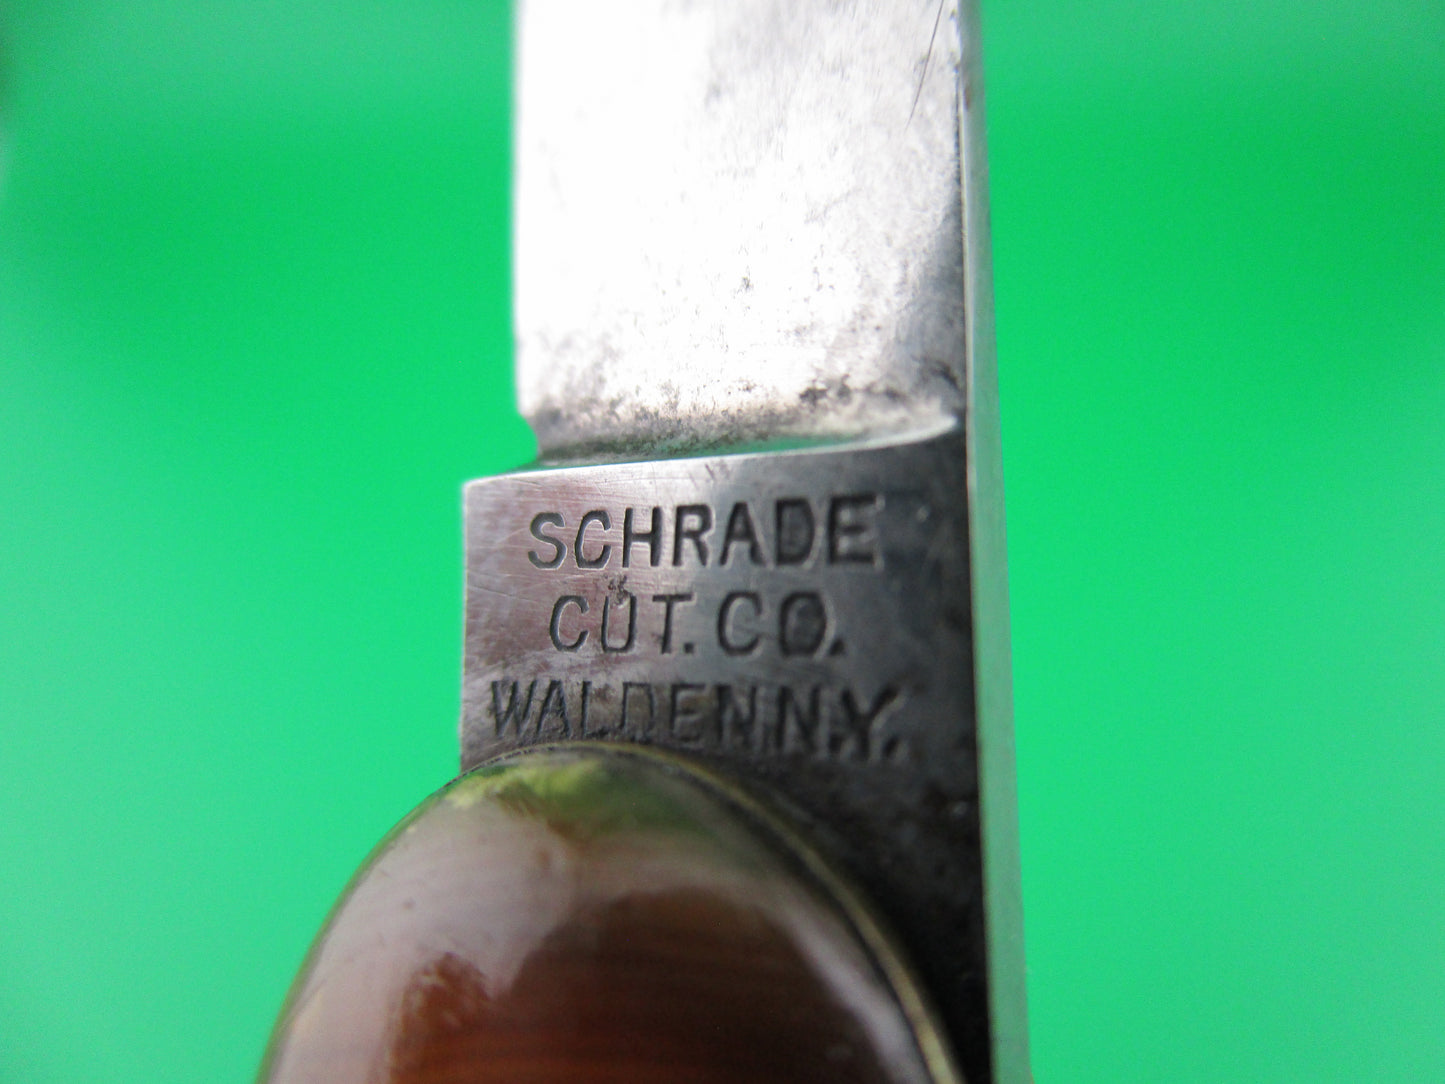 SCHRADE
CUT. CO.
WALDEN N.Y.